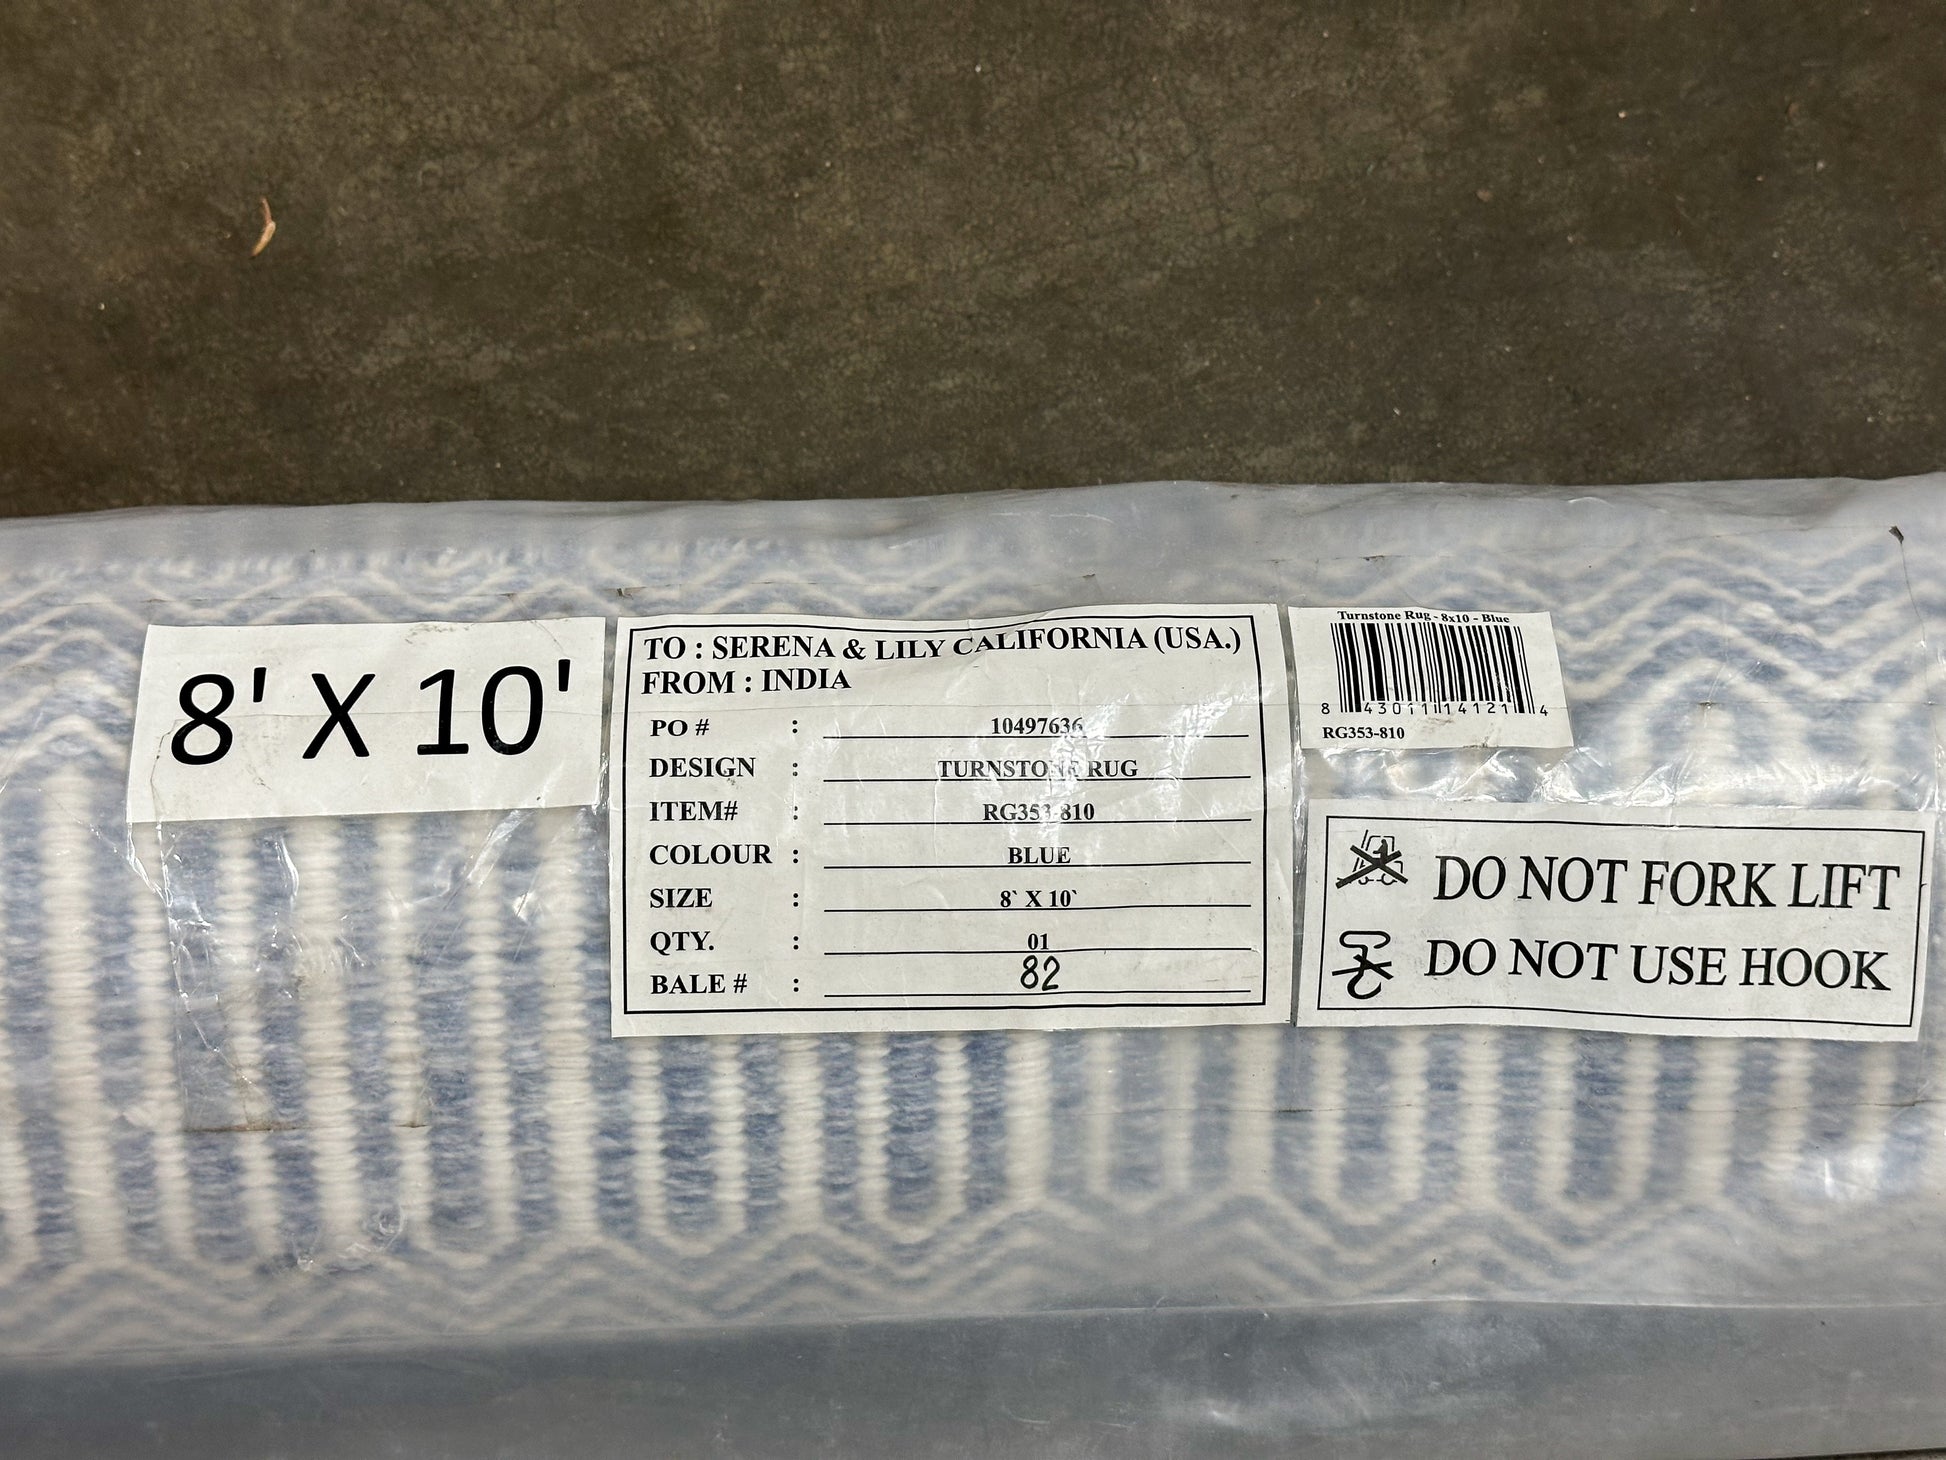 8' X 10'
TO : SERENA & LILY CALIFORNIA (USA.)
FROM : INDIA
PO # : 10497636
DESIGN : TURNSTONE RUG
ITEM# : RG353-810
COLOUR : BLUE
SIZE : 8` X 10`
QTY. : 01
BALE # : 82
Turnstone Rug - 8x10 - Blue
8 43011 14121 4
RG353-810
DO NOT FORK LIFT
DO NOT USE HOOK